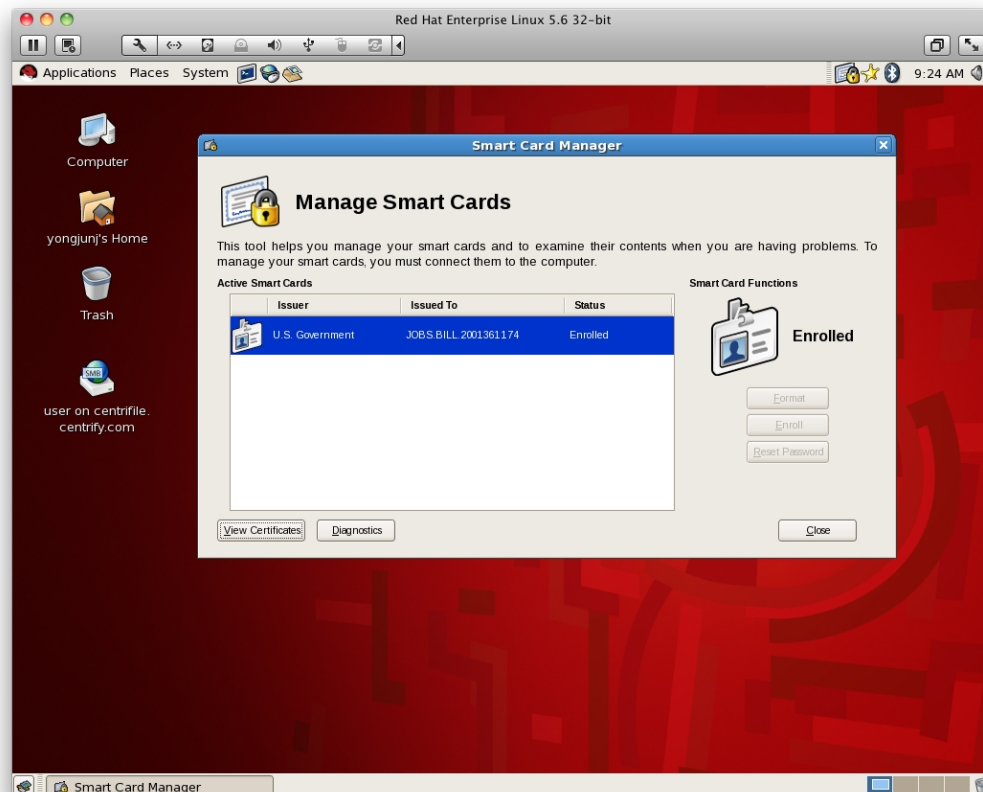 Red Hat Enterprise Linux 5.6 32-bit
Applications Places System
9:24 AM
Computer
yongjunj's Home
Trash
SMB
user on centrifile.
centrify.com
Smart Card Manager
Manage Smart Cards
This tool helps you manage your smart cards and to examine their contents when you are having problems. To
manage your smart cards, you must connect them to the computer.
Active Smart Cards
Issuer Issued To Status
U.S. Government JOBS.BILL.2001361174 Enrolled
Smart Card Functions
Enrolled
Format
Enroll
Reset Password
View Certificates Diagnostics Close
Smart Card Manager